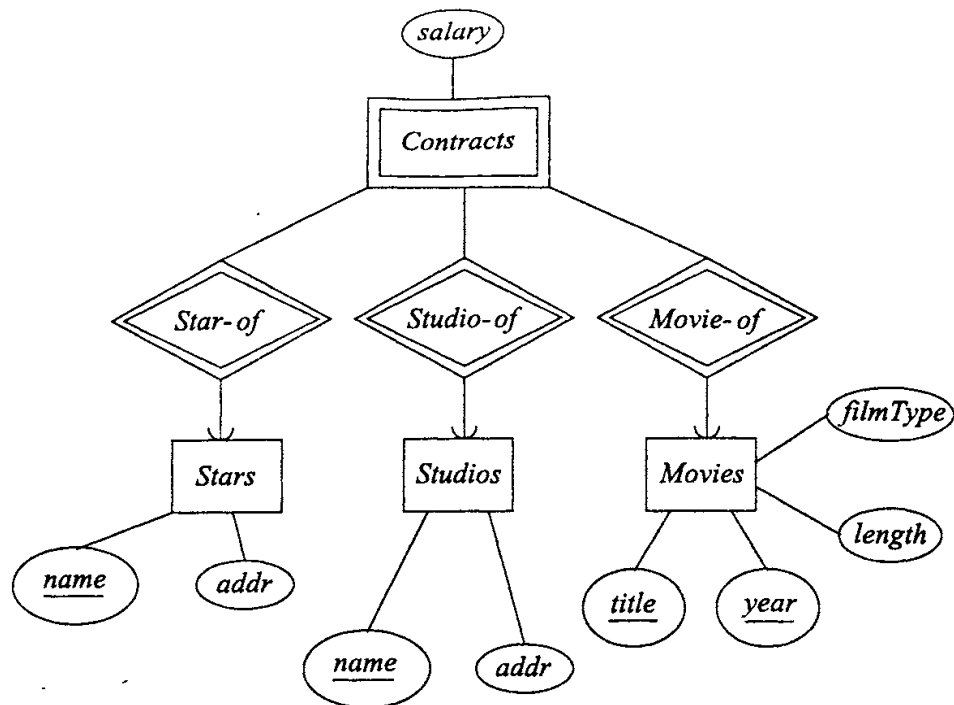 salary
Contracts
Star-of
Studio-of
Movie-of
filmType
Stars
Studios
Movies
length
name
addr
title
year
name
addr